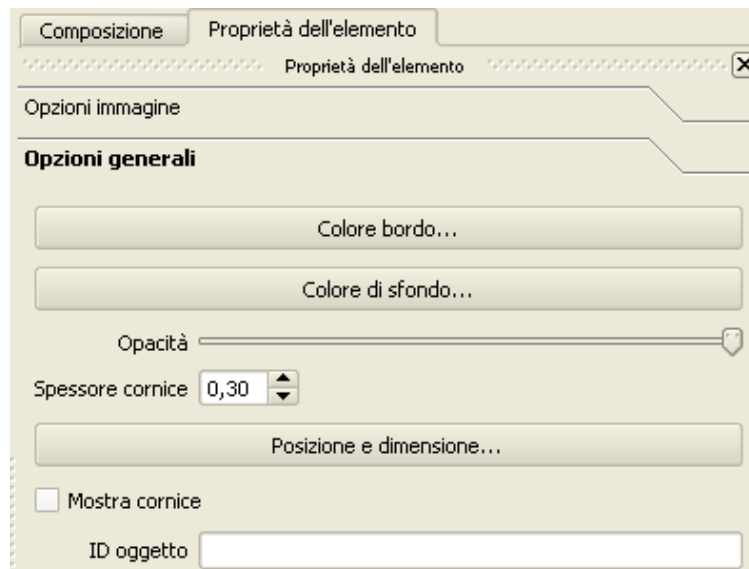 Composizione Proprietà dell'elemento
Proprietà dell'elemento
Opzioni immagine
Opzioni generali
Colore bordo...
Colore di sfondo...
Opacità
Spessore cornice 0,30
Posizione e dimensione...
Mostra cornice
ID oggetto